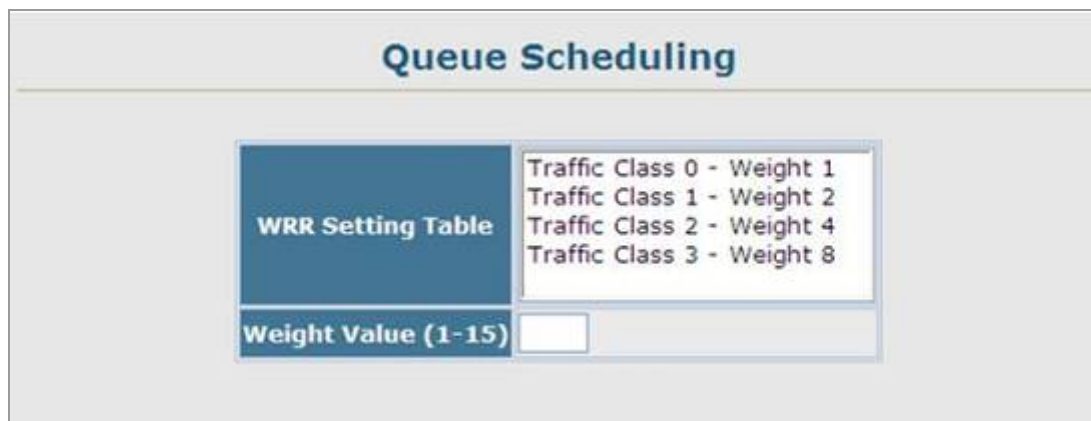 Queue Scheduling
WRR Setting Table
Traffic Class 0 - Weight 1
Traffic Class 1 - Weight 2
Traffic Class 2 - Weight 4
Traffic Class 3 - Weight 8
Weight Value (1-15)